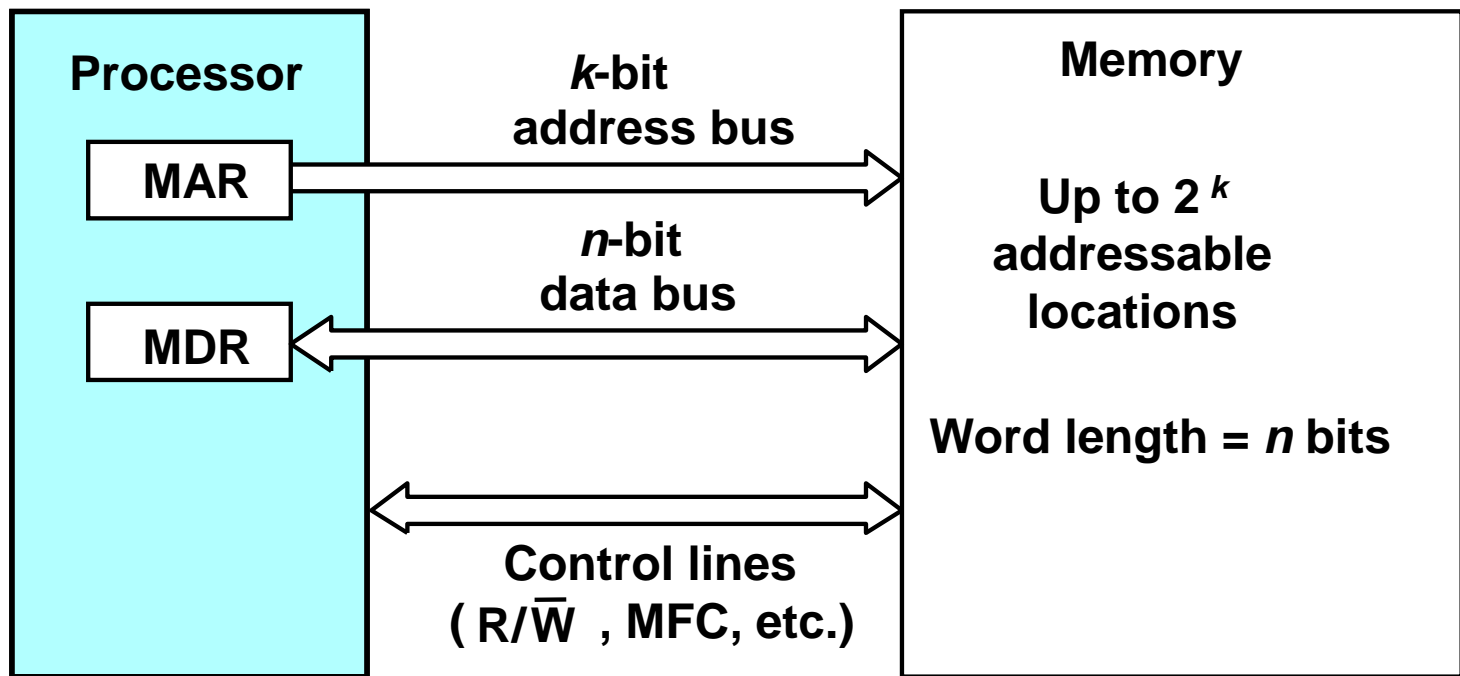 Processor
MAR
MDR
k-bit
address bus
n-bit
data bus
Control lines
( R/W̅ , MFC, etc.)
Memory
Up to 2ᵏ
addressable
locations
Word length = n bits